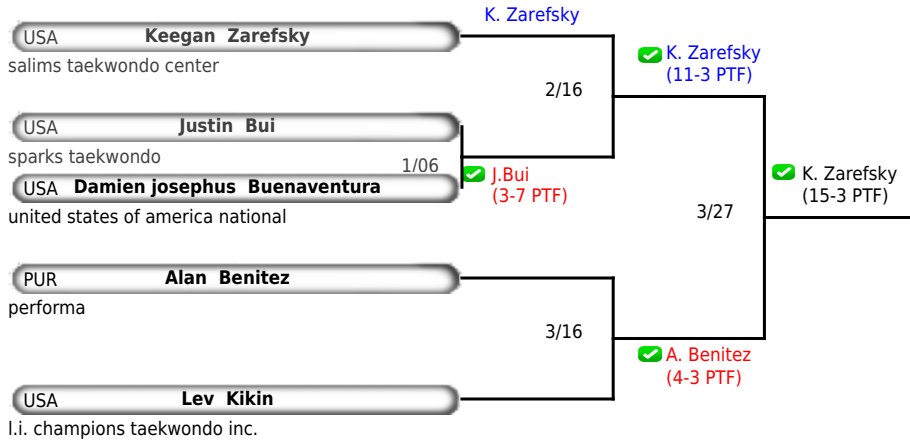 K. Zarefsky
USA Keegan Zarefsky
salims taekwondo center
K. Zarefsky
(11-3 PTF)
2/16
USA Justin Bui
sparks taekwondo
1/06
J.Bui
(3-7 PTF)
USA Damien josephus Buenaventura
united states of america national
K. Zarefsky
(15-3 PTF)
3/27
PUR Alan Benitez
performa
3/16
A. Benitez
(4-3 PTF)
USA Lev Kikin
l.i. champions taekwondo inc.